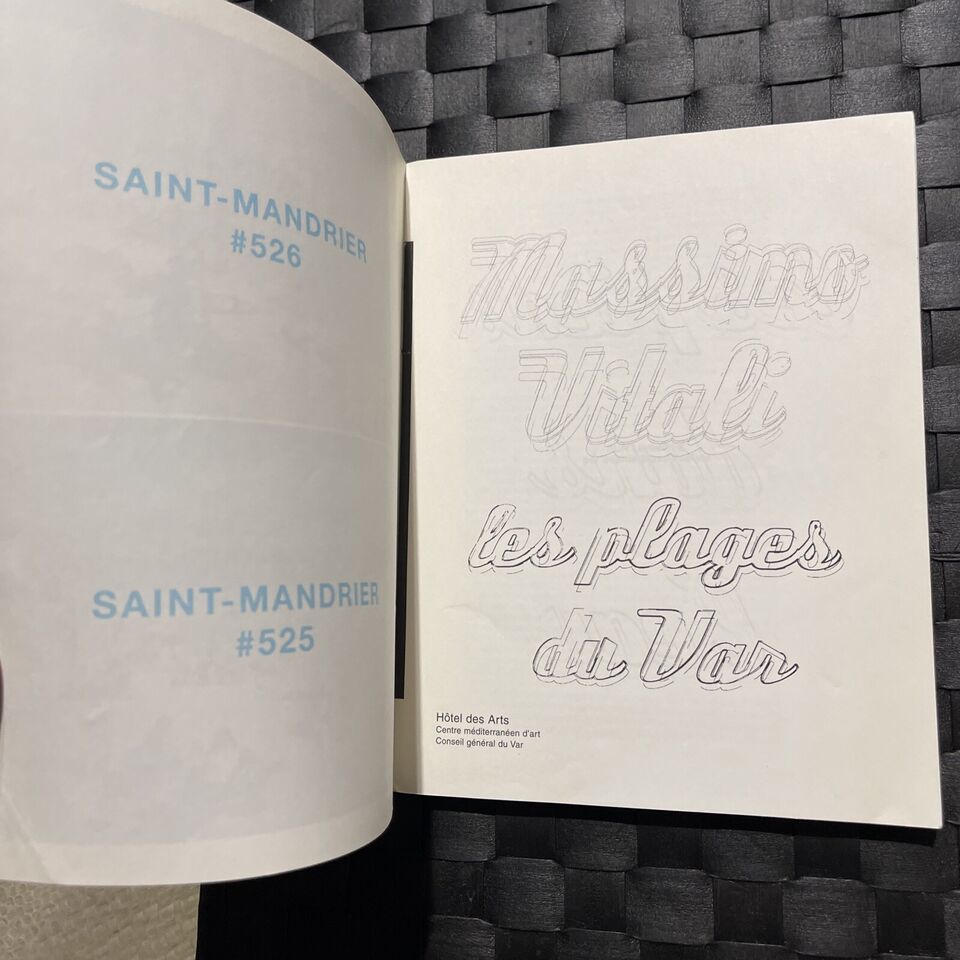 SAINT-MANDRIER
#526
SAINT-MANDRIER
#525
Massimo
Vitali
les plages
du Var
Hôtel des Arts
Centre méditerranéen d'art
Conseil général du Var